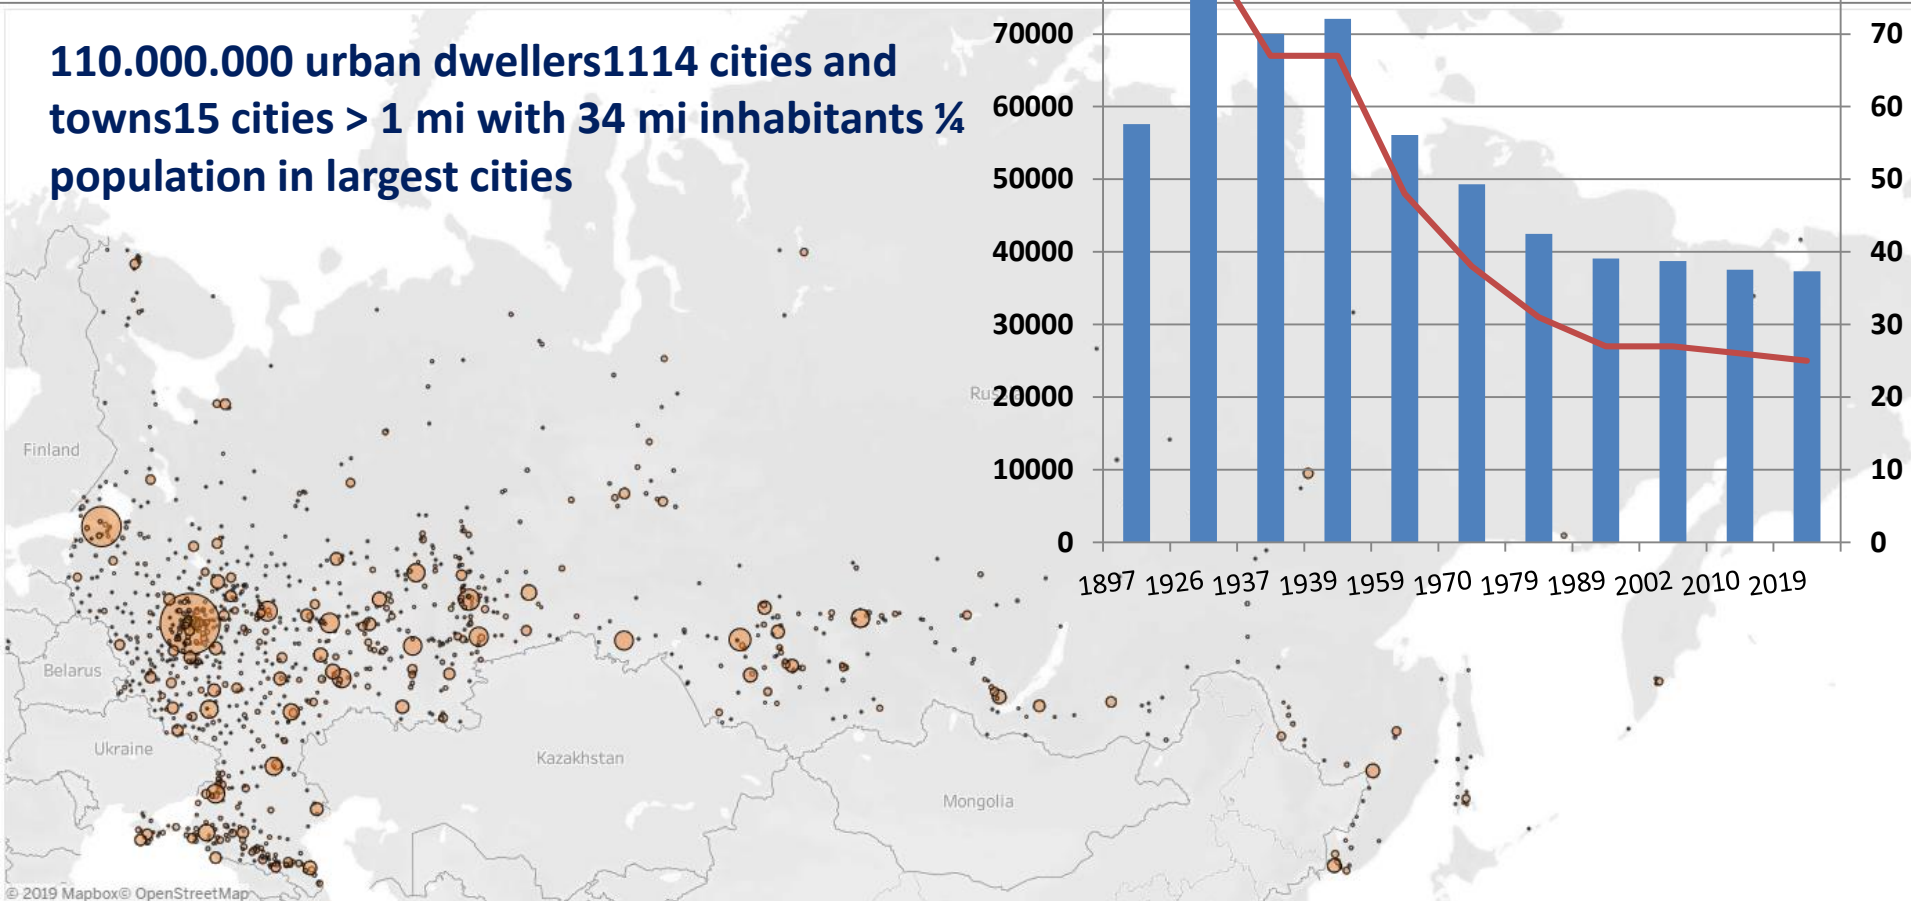 110.000.000 urban dwellers1114 cities and
towns15 cities > 1 mi with 34 mi inhabitants ¼
population in largest cities
70000
60000
50000
40000
30000
20000
10000
0
70
60
50
40
30
20
10
0
1897 1926 1937 1939 1959 1970 1979 1989 2002 2010 2019
Russia
Finland
Belarus
Ukraine
Kazakhstan
Mongolia
© 2019 Mapbox© OpenStreetMap